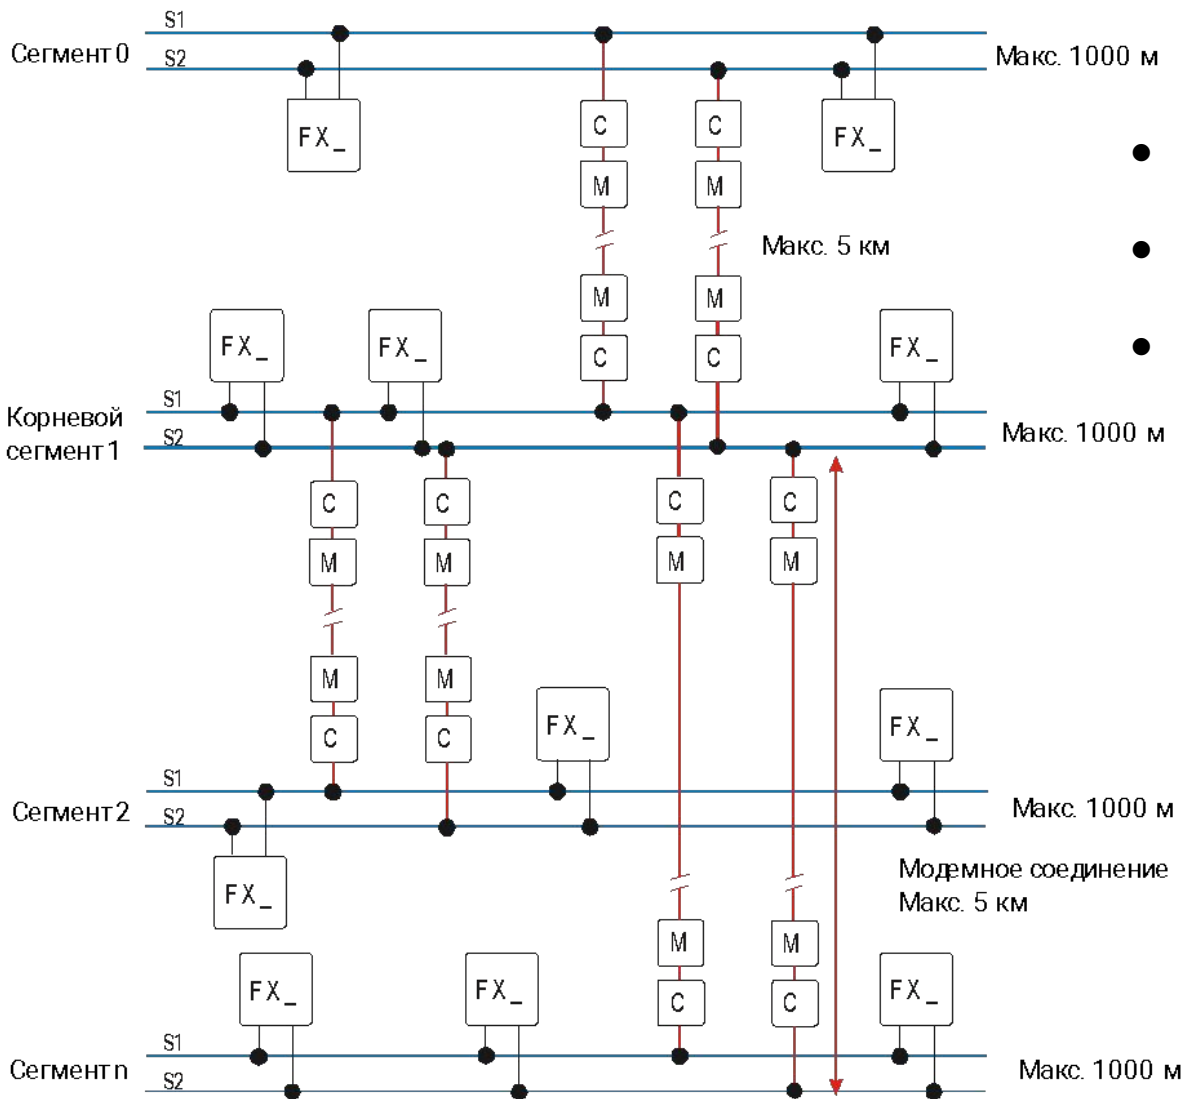 S1
Сегмент 0
S2
Макс. 1000 м
FX_
C
C
FX_
M
M
Макс. 5 км
M
M
FX_
FX_
C
C
FX_
S1
Корневой
сегмент 1
S2
Макс. 1000 м
C
C
C
C
M
M
M
M
M
M
FX_
FX_
C
C
S1
Сегмент 2
S2
Макс. 1000 м
FX_
Модемное соединение
Макс. 5 км
M
M
FX_
FX_
C
C
FX_
S1
Сегмент n
S2
Макс. 1000 м